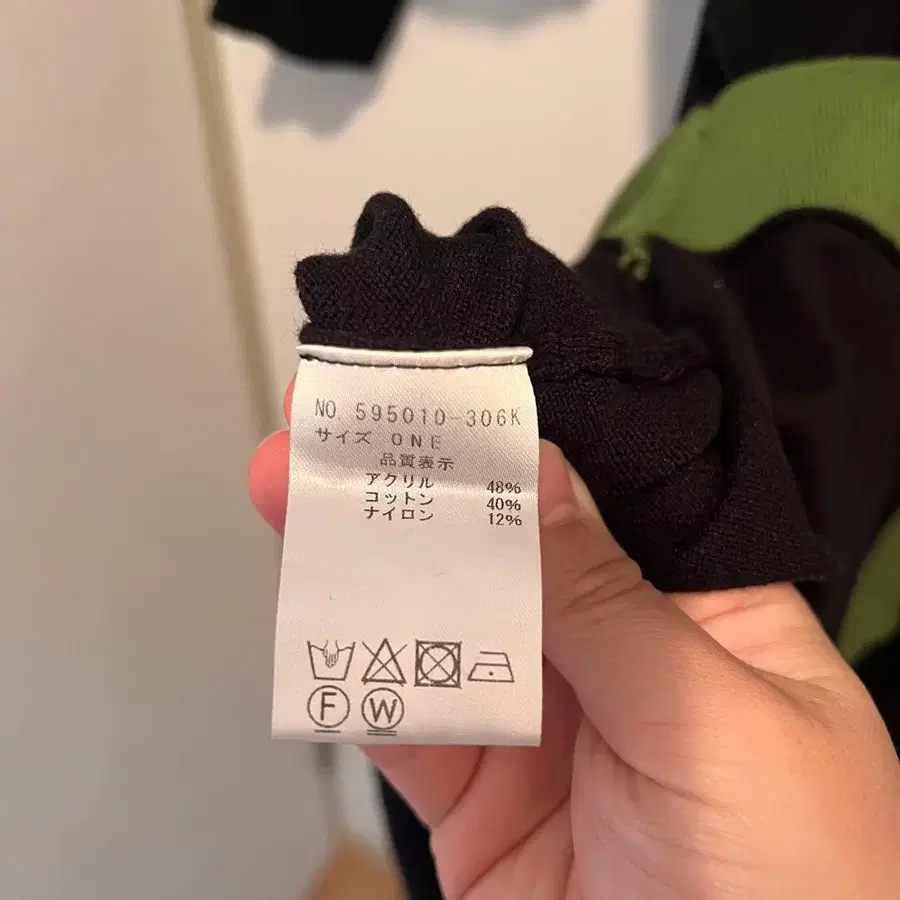 NO. 595010-306K
サイズ ONE
品質表示
アクリル 48%
コットン 40%
ナイロン 12%
F W